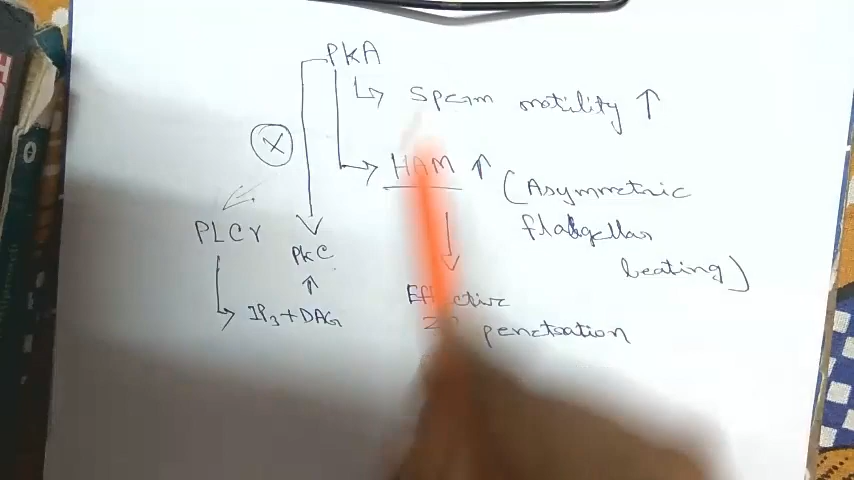 PKA
Sperm motility ↑
X
HAM ↑
(Asymmetric
flagellar
beating)
PLCγ
PKC
IP3 + DAG
Effective
penetration